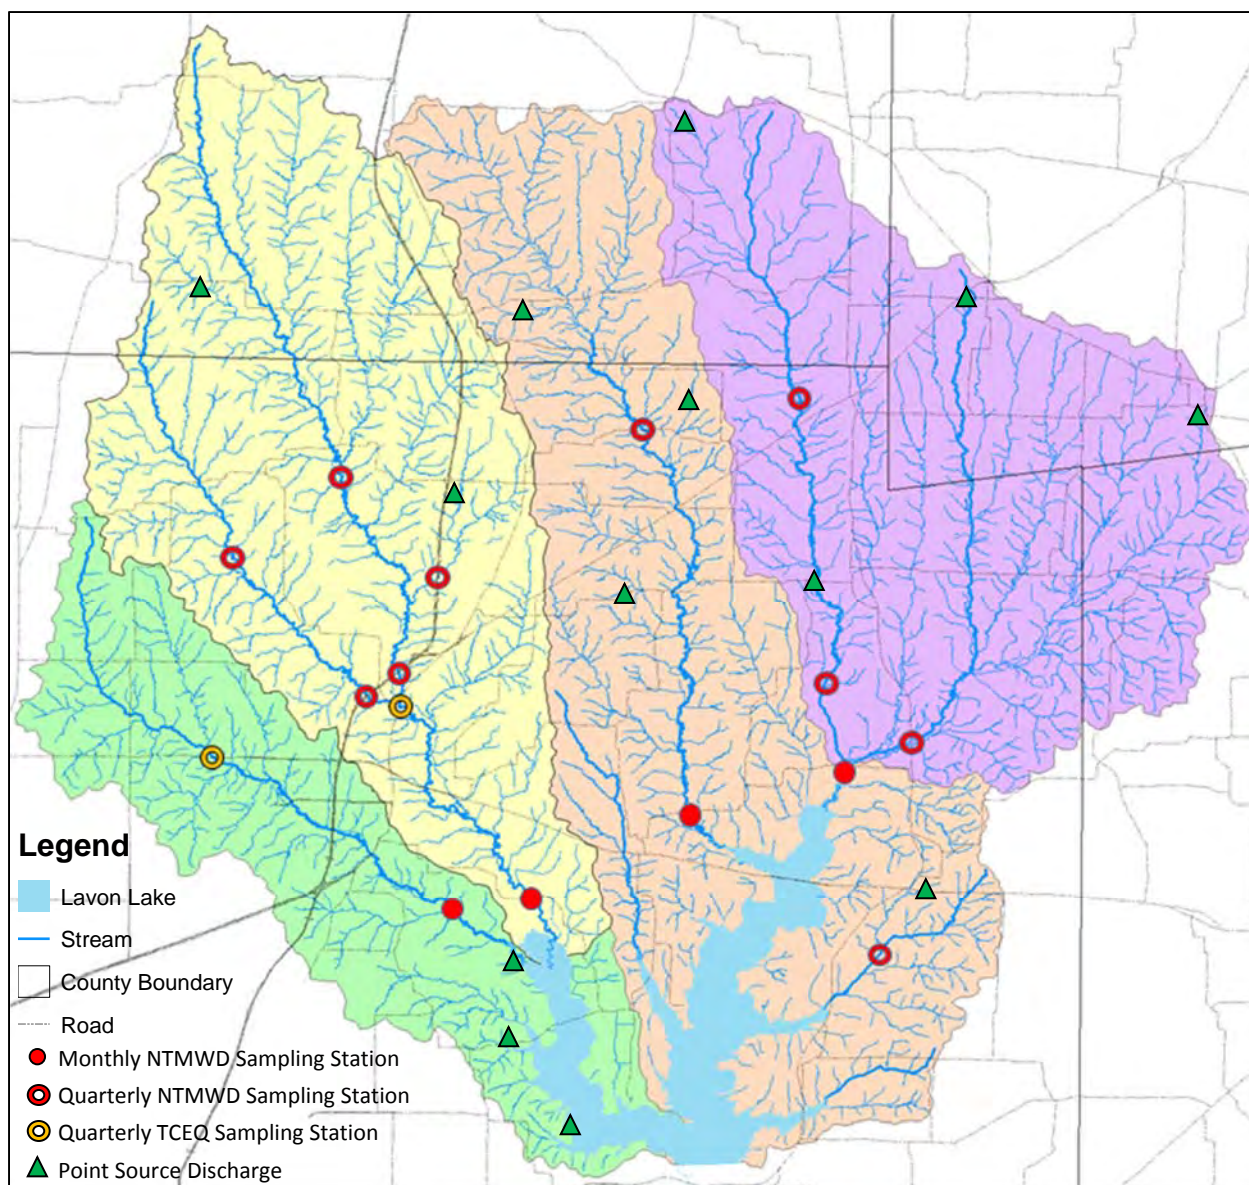 Legend
Lavon Lake
Stream
County Boundary
Road
Monthly NTMWD Sampling Station
Quarterly NTMWD Sampling Station
Quarterly TCEQ Sampling Station
Point Source Discharge